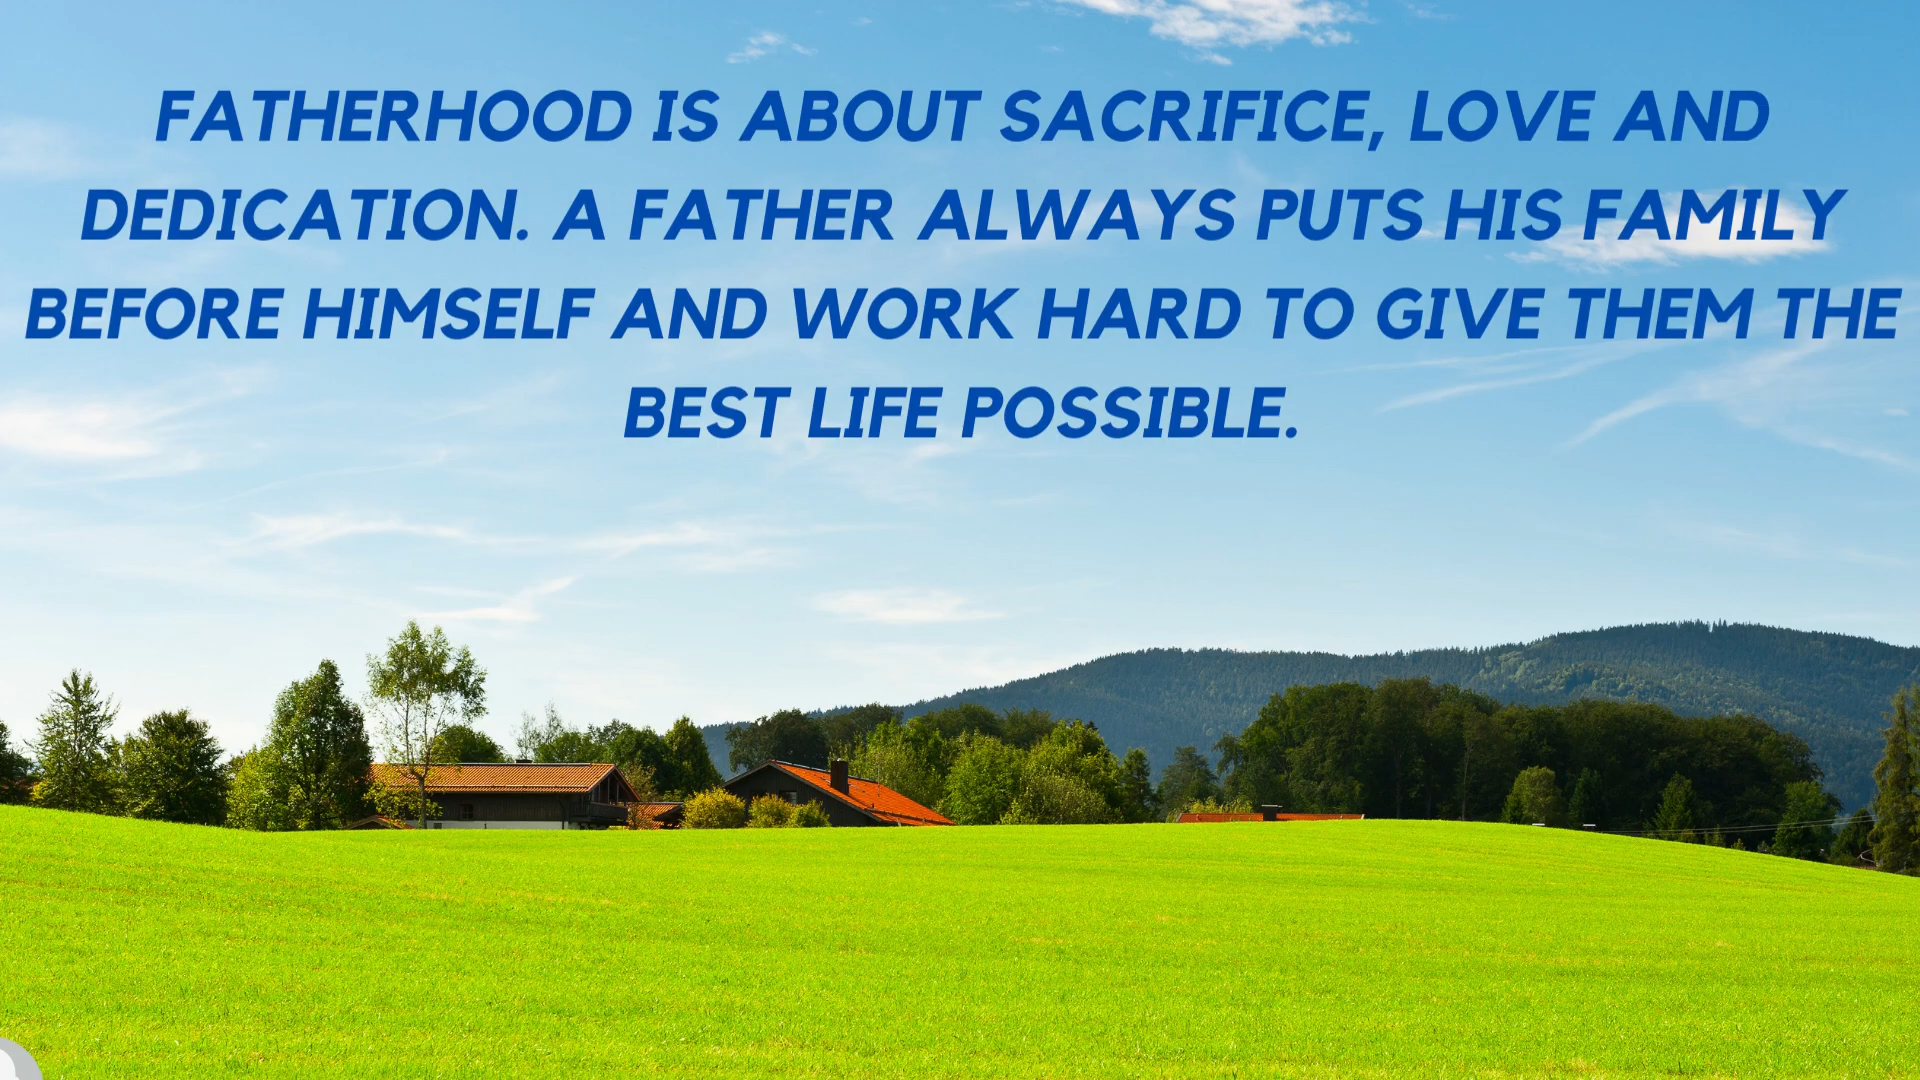 FATHERHOOD IS ABOUT SACRIFICE, LOVE AND
DEDICATION. A FATHER ALWAYS PUTS HIS FAMILY
BEFORE HIMSELF AND WORK HARD TO GIVE THEM THE
BEST LIFE POSSIBLE.